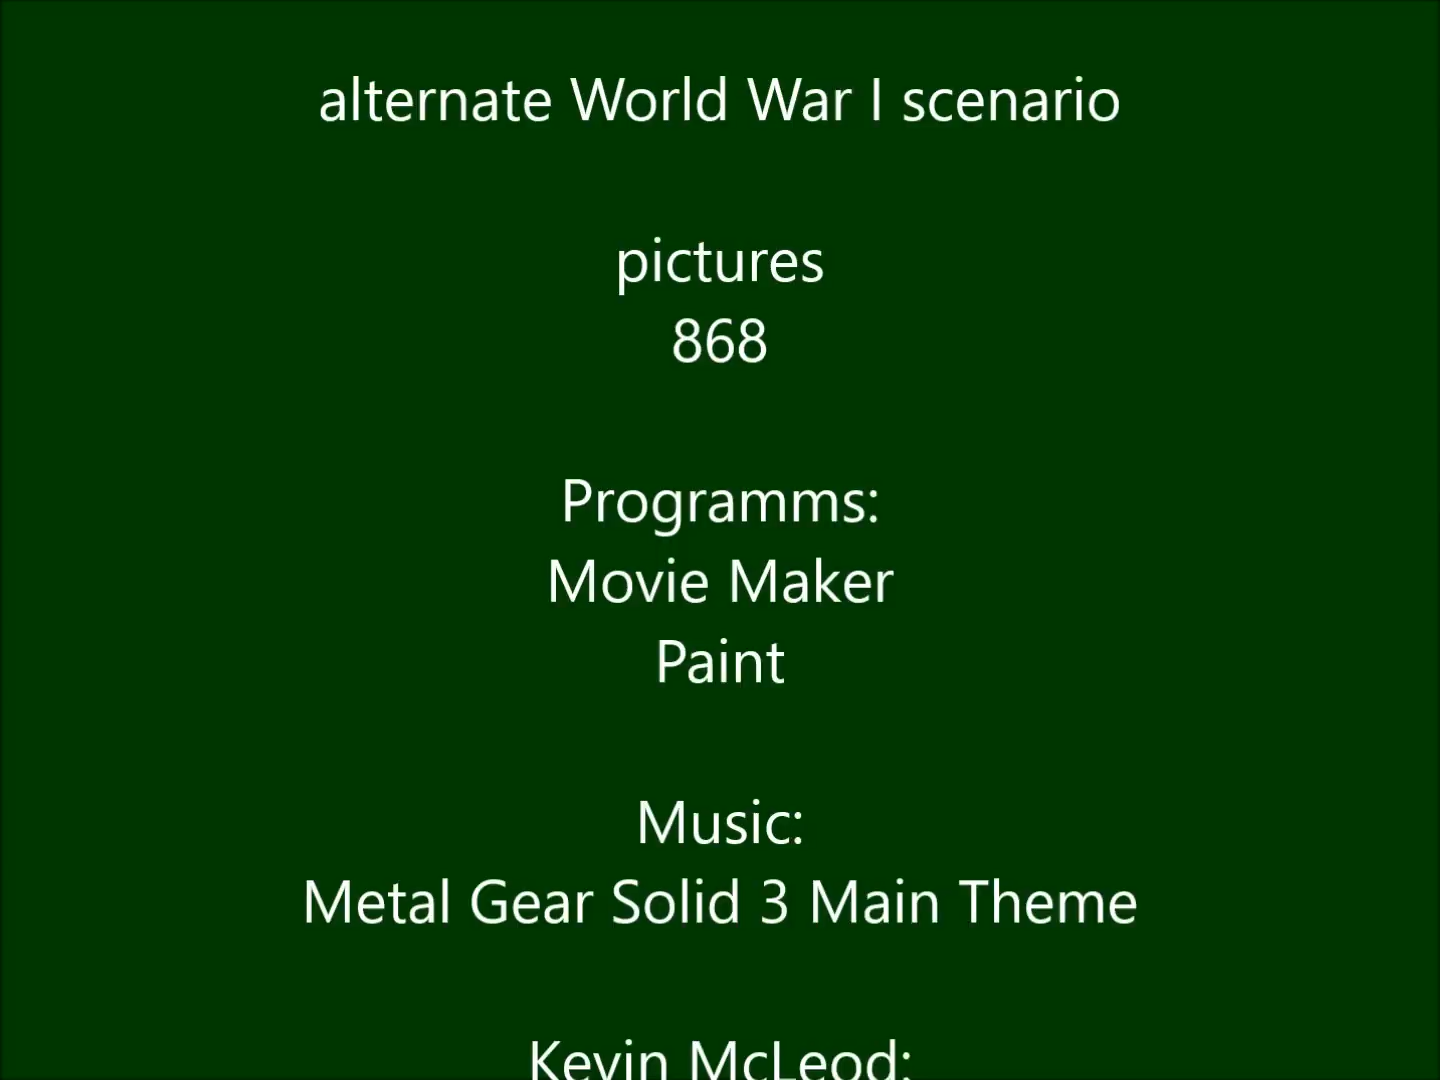 alternate World War I scenario
pictures
868
Programms:
Movie Maker
Paint
Music:
Metal Gear Solid 3 Main Theme
Kevin McLeod: